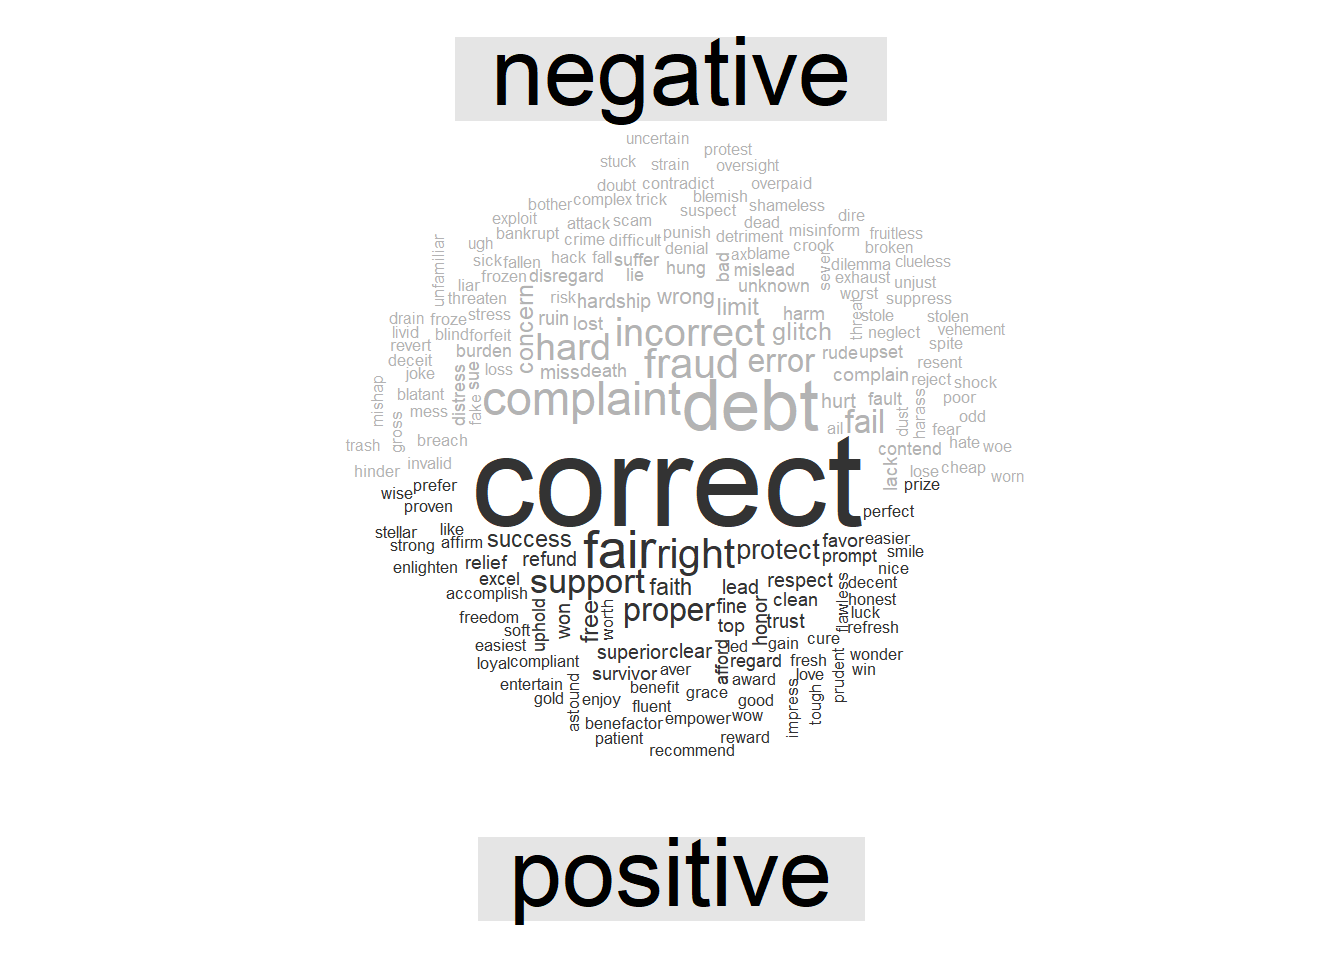 negative
uncertain
protest
stuck strain oversight
doubt contradict overpaid
bother complex trick blemish
suspect shameless
exploit attack scam dead dire
bankrupt crime difficult punish detriment misinform fruitless
ugh denial crook broken
unfamiliar sick fallen hack fall suffer hung bad ax blame sever dilemma clueless
liar frozen disregard lie mislead exhaust unjust
threaten risk hardship wrong unknown worst suppress
concern limit
drain froze stress ruin lost harm threat stole stolen
livid blind forfeit incorrect glitch neglect vehement
revert burden hard fraud error rude upset spite
deceit loss miss death resent
joke distress sue complain reject shock
mishap blatant fake complaint debt hurt fault poor
mess gross ail fail dust harass odd
trash breach fear hate woe
contend
hinder invalid lack lose cheap worn
correct
wise prefer prize
proven perfect
stellar like success fair right protect favor easier
strong affirm relief refund prompt smile
enlighten nice
excel support faith lead respect decent
accomplish free worth proper fine honor clean flawless honest
freedom uphold won top trust luck
soft refresh
easiest superior clear led gain cure
loyal compliant afford regard fresh prudent wonder
survivor aver award love win
entertain benefit grace
gold astound enjoy fluent good impress tough
benefactor empower wow
patient reward
recommend
positive